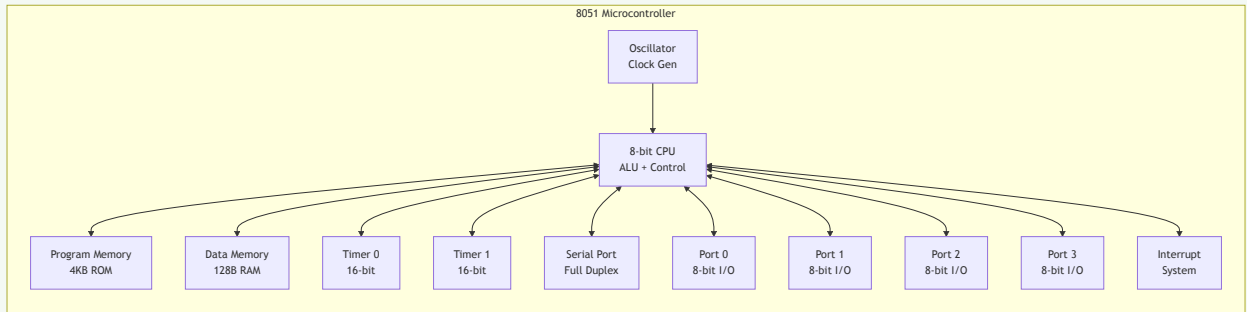 8051 Microcontroller
Oscillator
Clock Gen
8-bit CPU
ALU + Control
Program Memory
4KB ROM
Data Memory
128B RAM
Timer 0
16-bit
Timer 1
16-bit
Serial Port
Full Duplex
Port 0
8-bit I/O
Port 1
8-bit I/O
Port 2
8-bit I/O
Port 3
8-bit I/O
Interrupt
System